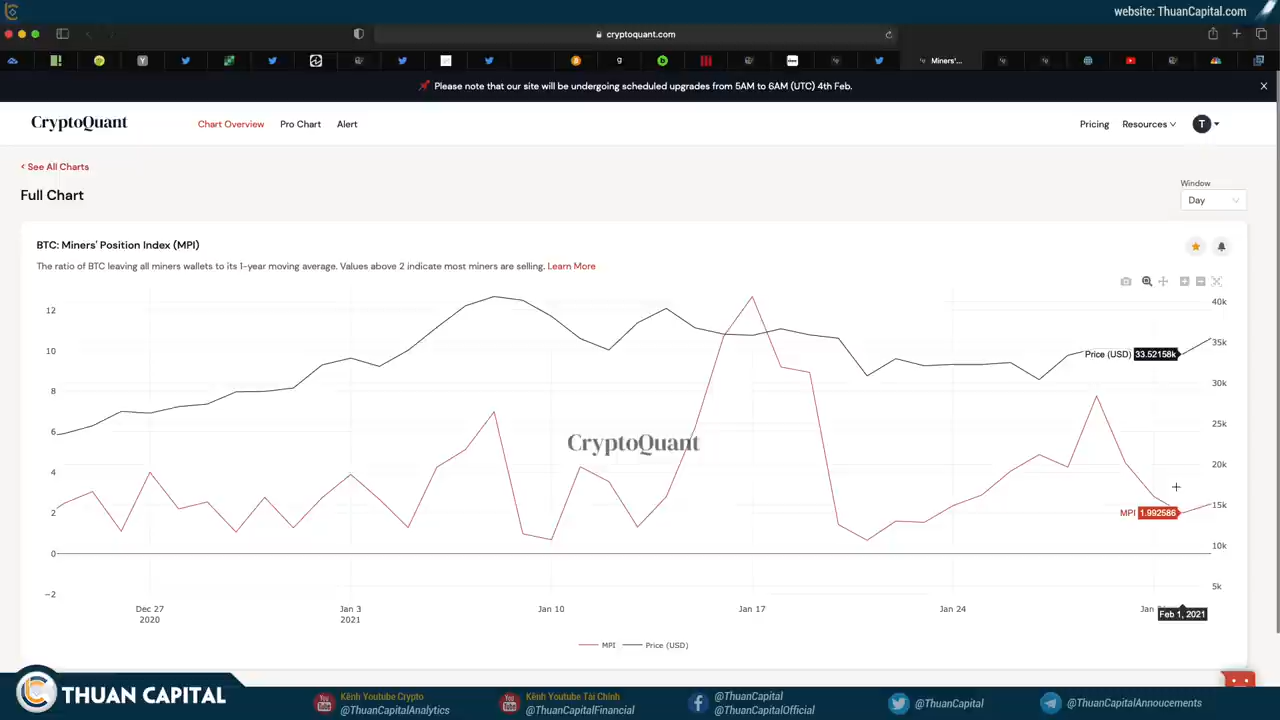 website: ThuanCapital.com
cryptoquant.com
Miners'...
Please note that our site will be undergoing scheduled upgrades from 5AM to 6AM (UTC) 4th Feb.
CryptoQuant
Chart Overview
Pro Chart
Alert
Pricing
Resources
T
< See All Charts
Full Chart
Window
Day
BTC: Miners' Position Index (MPI)
The ratio of BTC leaving all miners wallets to its 1-year moving average. Values above 2 indicate most miners are selling. Learn More
12
10
8
6
4
2
0
−2
40k
35k
30k
25k
20k
15k
10k
5k
Price (USD) 33.52158k
CryptoQuant
MPI 1.992586
Dec 27
2020
Jan 3
2021
Jan 10
Jan 17
Jan 24
Jan
Feb 1, 2021
MPI
Price (USD)
THUAN CAPITAL
Kênh Youtube Crypto
@ThuanCapitalAnalytics
Kênh Youtube Tài Chính
@ThuanCapitalFinancial
@ThuanCapital
@ThuanCapitalOfficial
@ThuanCapital
@ThuanCapitalAnnoucements